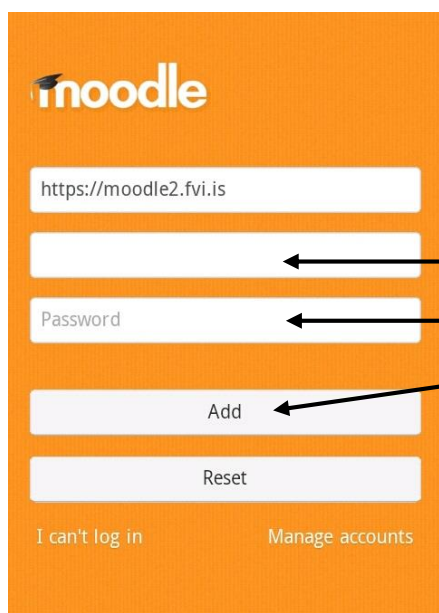 moodle
https://moodle2.fvi.is
Password
Add
Reset
I can't log in
Manage accounts